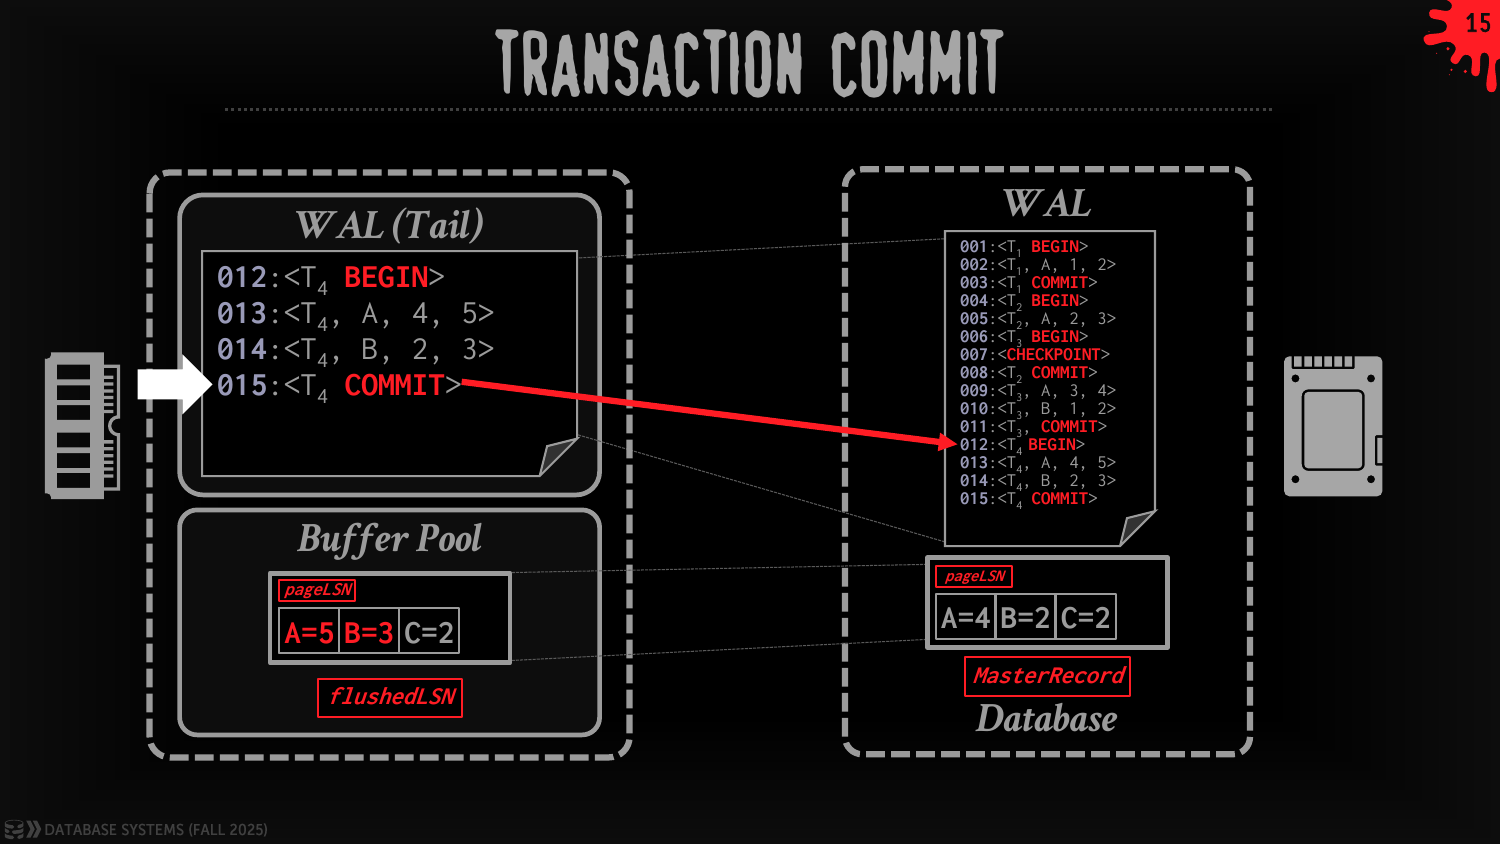 15
TRANSACTION COMMIT
WAL (Tail)
012:<T4 BEGIN>
013:<T4, A, 4, 5>
014:<T4, B, 2, 3>
015:<T4 COMMIT>
Buffer Pool
pageLSN
A=5 B=3 C=2
flushedLSN
WAL
001:<T1 BEGIN>
002:<T1, A, 1, 2>
003:<T1 COMMIT>
004:<T2 BEGIN>
005:<T2, A, 2, 3>
006:<T3 BEGIN>
007:<CHECKPOINT>
008:<T2 COMMIT>
009:<T3, A, 3, 4>
010:<T3, B, 1, 2>
011:<T3, COMMIT>
012:<T4 BEGIN>
013:<T4, A, 4, 5>
014:<T4, B, 2, 3>
015:<T4 COMMIT>
pageLSN
A=4 B=2 C=2
MasterRecord
Database
DATABASE SYSTEMS (FALL 2025)